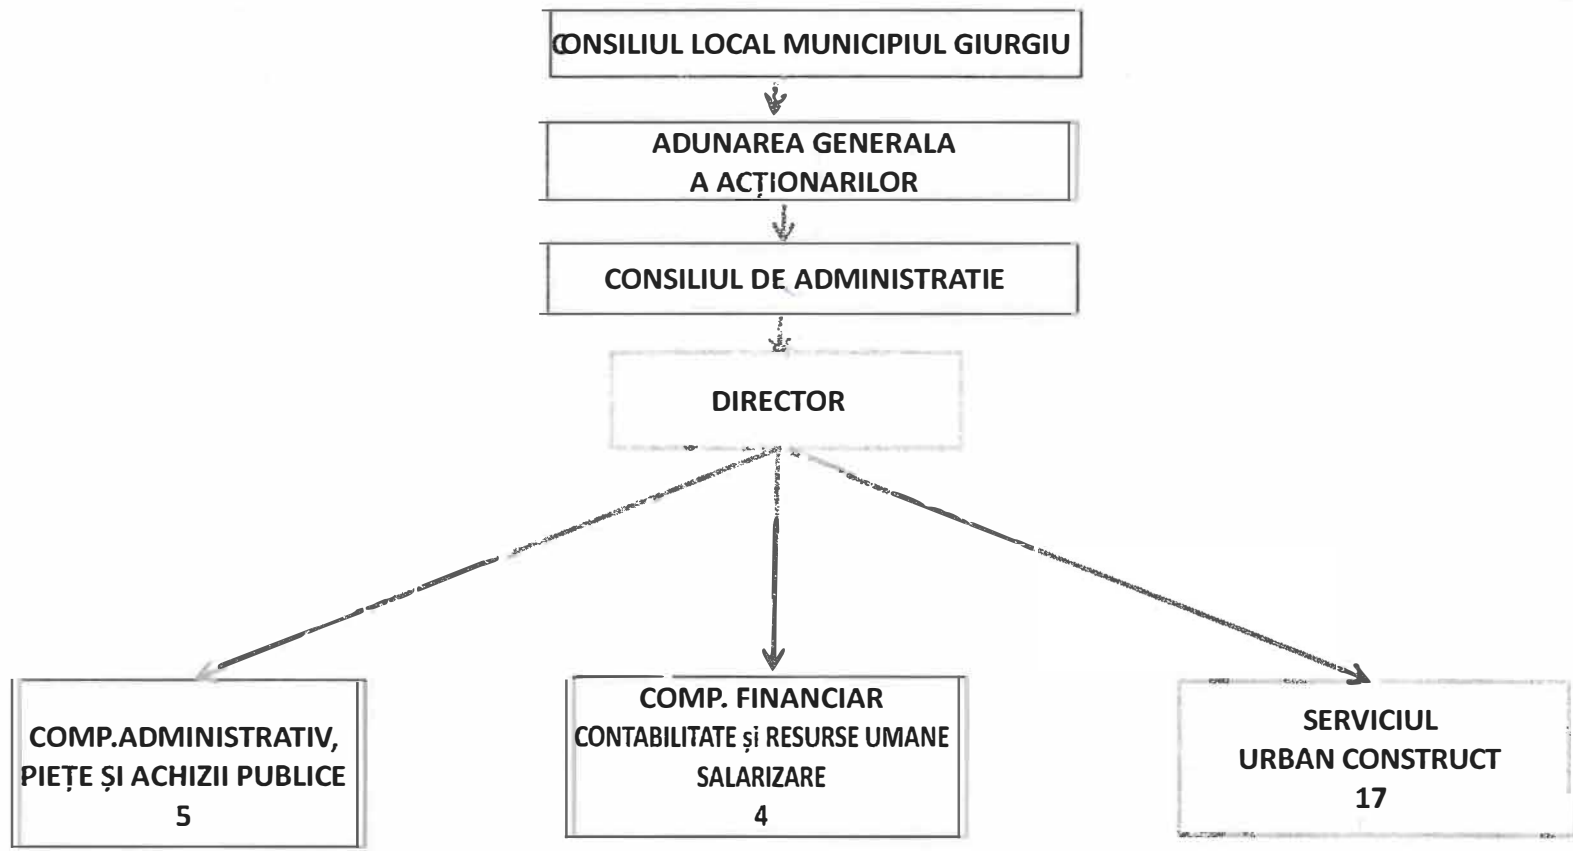 CONSILIUL LOCAL MUNICIPIUL GIURGIU
ADUNAREA GENERALA
A ACȚIONARILOR
CONSILIUL DE ADMINISTRATIE
DIRECTOR
COMP.ADMINISTRATIV,
PIEȚE ȘI ACHIZII PUBLICE
5
COMP. FINANCIAR
CONTABILITATE și RESURSE UMANE
SALARIZARE
4
SERVICIUL
URBAN CONSTRUCT
17